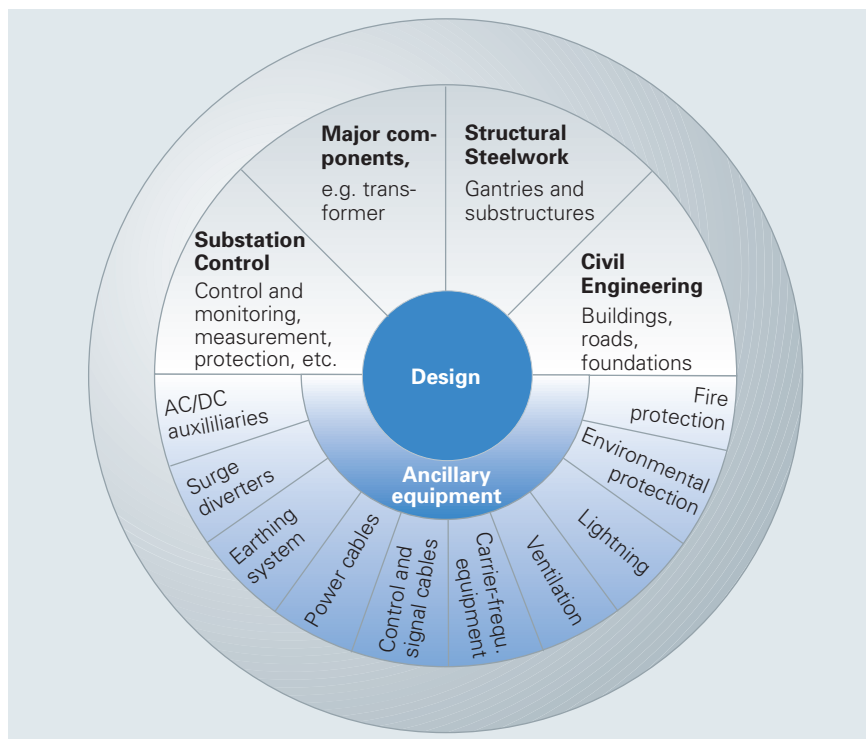 Major com-
ponents,
e.g. trans-
former
Structural
Steelwork
Gantries and
substructures
Substation
Control
Control and
monitoring,
measurement,
protection, etc.
Civil
Engineering
Buildings,
roads,
foundations
Design
Ancillary
equipment
AC/DC
auxililiaries
Surge
diverters
Earthing
system
Power cables
Control and
signal cables
Carrier-frequ.
equipment
Ventilation
Lightning
Environmental
protection
Fire
protection